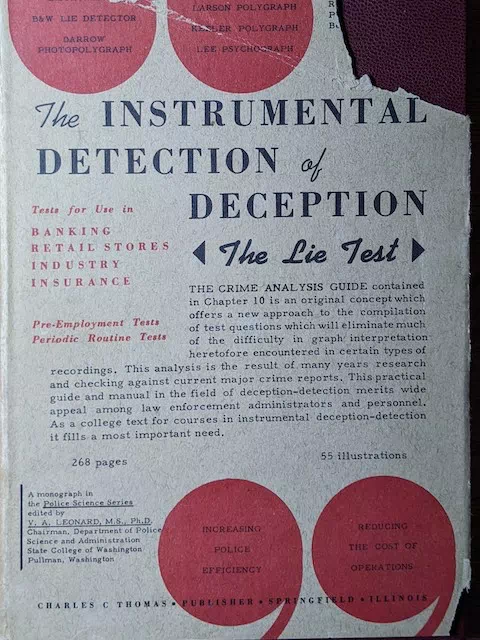 B&W LIE DETECTOR
DARROW
PHOTOPOLYGRAPH
LARSON POLYGRAPH
KEELER POLYGRAPH
LEE PSYCHOGRAPH
The INSTRUMENTAL
DETECTION of
DECEPTION
The Lie Test
Tests for Use in
BANKING
RETAIL STORES
INDUSTRY
INSURANCE
Pre-Employment Tests
Periodic Routine Tests
THE CRIME ANALYSIS GUIDE contained
in Chapter 10 is an original concept which
offers a new approach to the compilation
of test questions which will eliminate much
of the difficulty in graph interpretation
heretofore encountered in certain types of
recordings. This analysis is the result of many years research
and checking against current major crime reports. This practical
guide and manual in the field of deception-detection merits wide
appeal among law enforcement administrators and personnel.
As a college text for courses in instrumental deception-detection
it fills a most important need.
268 pages
55 illustrations
A monograph in
the Police Science Series
edited by
V. A. LEONARD, M.S., Ph.D.
Chairman, Department of Police
Science and Administration
State College of Washington
Pullman, Washington
INCREASING
POLICE
EFFICIENCY
REDUCING
THE COST OF
OPERATIONS
CHARLES C THOMAS • PUBLISHER • SPRINGFIELD • ILLINOIS